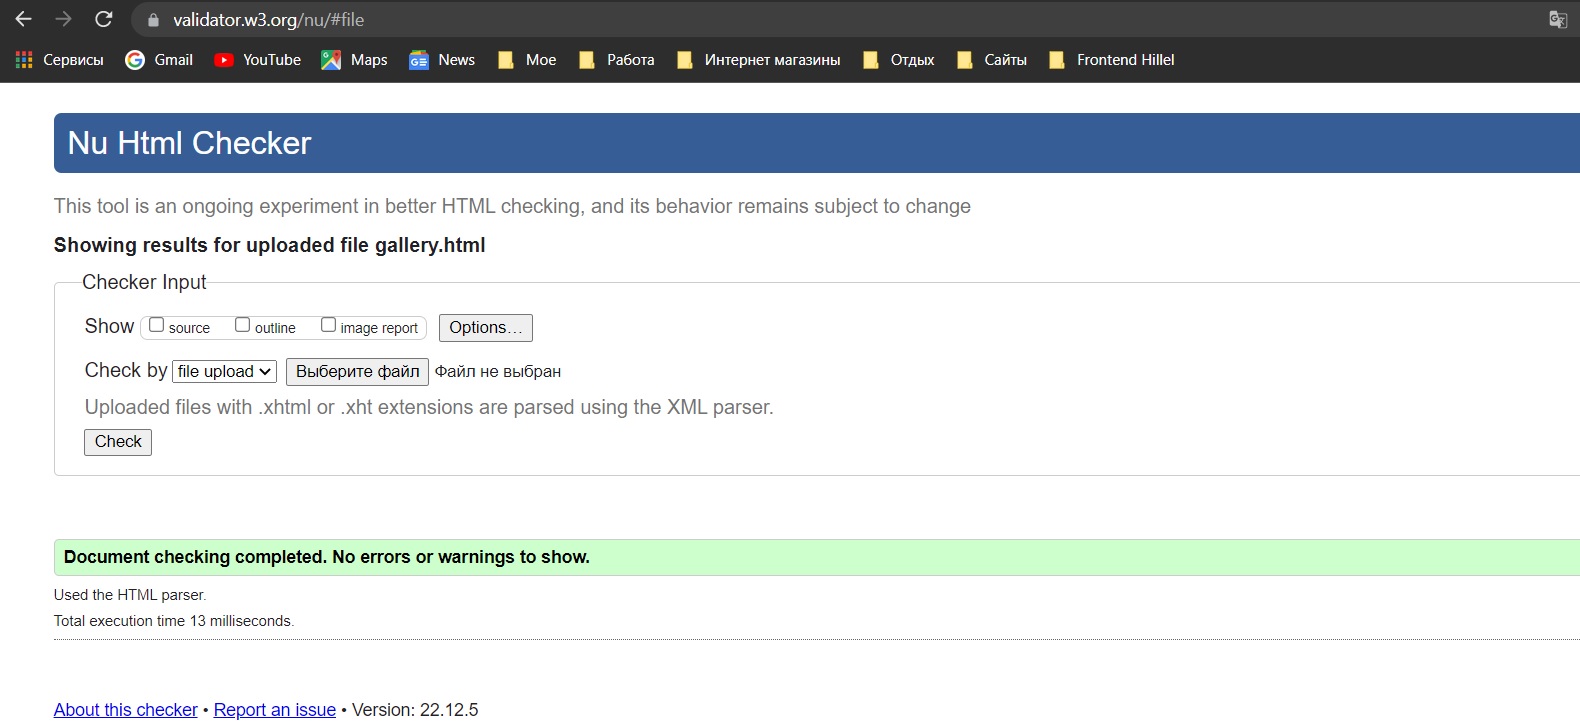 validator.w3.org/nu/#file
Сервисы Gmail YouTube Maps News Мое Работа Интернет магазины Отдых Сайты Frontend Hillel
Nu Html Checker
This tool is an ongoing experiment in better HTML checking, and its behavior remains subject to change
Showing results for uploaded file gallery.html
Checker Input
Show source outline image report Options...
Check by file upload Выберите файл Файл не выбран
Uploaded files with .xhtml or .xht extensions are parsed using the XML parser.
Check
Document checking completed. No errors or warnings to show.
Used the HTML parser.
Total execution time 13 milliseconds.
About this checker • Report an issue • Version: 22.12.5